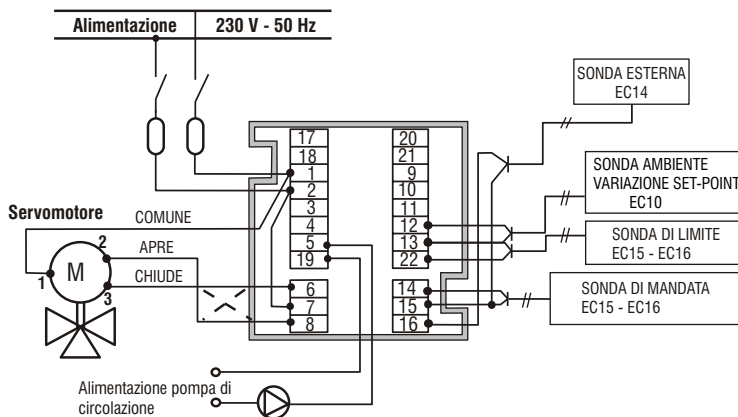 Alimentazione 230 V - 50 Hz
SONDA ESTERNA
EC14
SONDA AMBIENTE
VARIAZIONE SET-POINT
EC10
SONDA DI LIMITE
EC15 - EC16
SONDA DI MANDATA
EC15 - EC16
17
18
1
2
3
4
5
19
6
7
8
20
21
9
10
11
12
13
22
14
15
16
Servomotore
COMUNE
2
APRE
M
1
CHIUDE
3
Alimentazione pompa di
circolazione